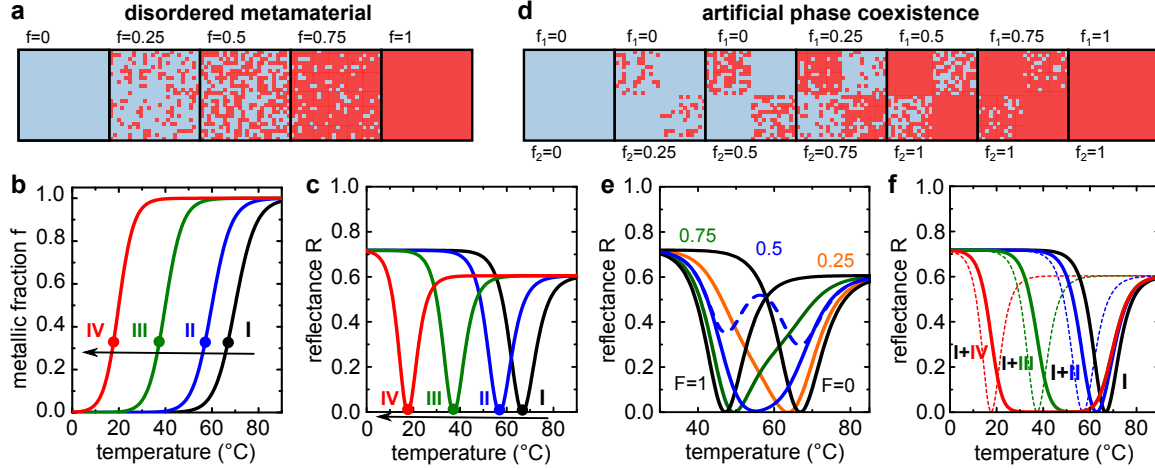 a disordered metamaterial
f=0 f=0.25 f=0.5 f=0.75 f=1
d artificial phase coexistence
f₁=0 f₁=0 f₁=0 f₁=0.25 f₁=0.5 f₁=0.75 f₁=1
f₂=0 f₂=0.25 f₂=0.5 f₂=0.75 f₂=1 f₂=1 f₂=1
b
metallic fraction f
1.0
0.8
0.6
0.4
0.2
0.0
IV III II I
0 20 40 60 80
temperature (°C)
c
reflectance R
1.0
0.8
0.6
0.4
0.2
0.0
IV III II I
0 20 40 60 80
temperature (°C)
e
reflectance R
1.0
0.8
0.6
0.4
0.2
0.0
0.75 0.5 0.25
F=1 F=0
40 60 80
temperature (°C)
f
reflectance R
1.0
0.8
0.6
0.4
0.2
0.0
I+IV I+III I+II I
0 20 40 60 80
temperature (°C)